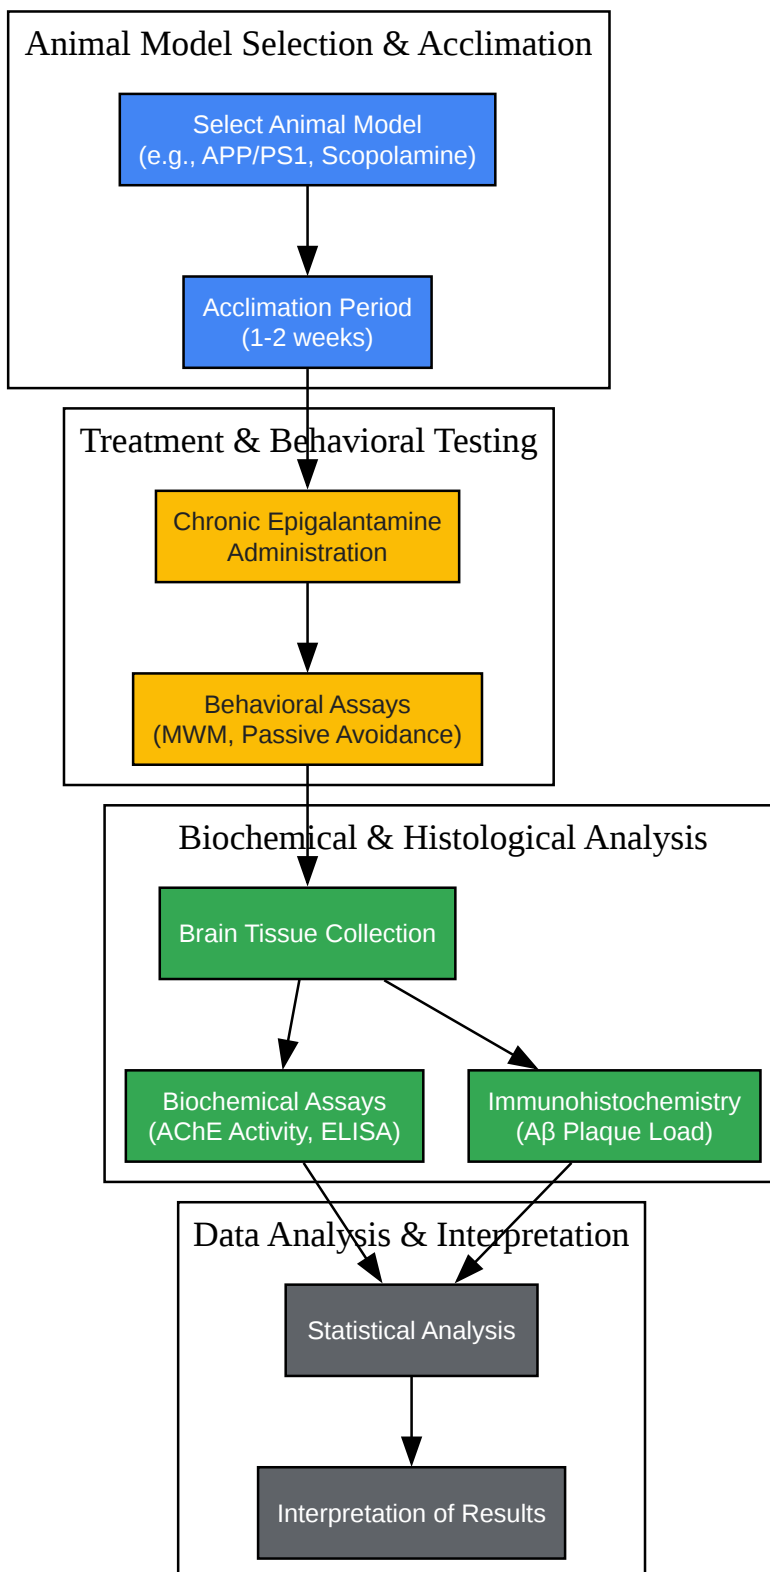 Animal Model Selection & Acclimation
Select Animal Model
(e.g., APP/PS1, Scopolamine)
Acclimation Period
(1-2 weeks)
Treatment & Behavioral Testing
Chronic Epigalantamine
Administration
Behavioral Assays
(MWM, Passive Avoidance)
Biochemical & Histological Analysis
Brain Tissue Collection
Biochemical Assays
(AChE Activity, ELISA)
Immunohistochemistry
(Aβ Plaque Load)
Data Analysis & Interpretation
Statistical Analysis
Interpretation of Results